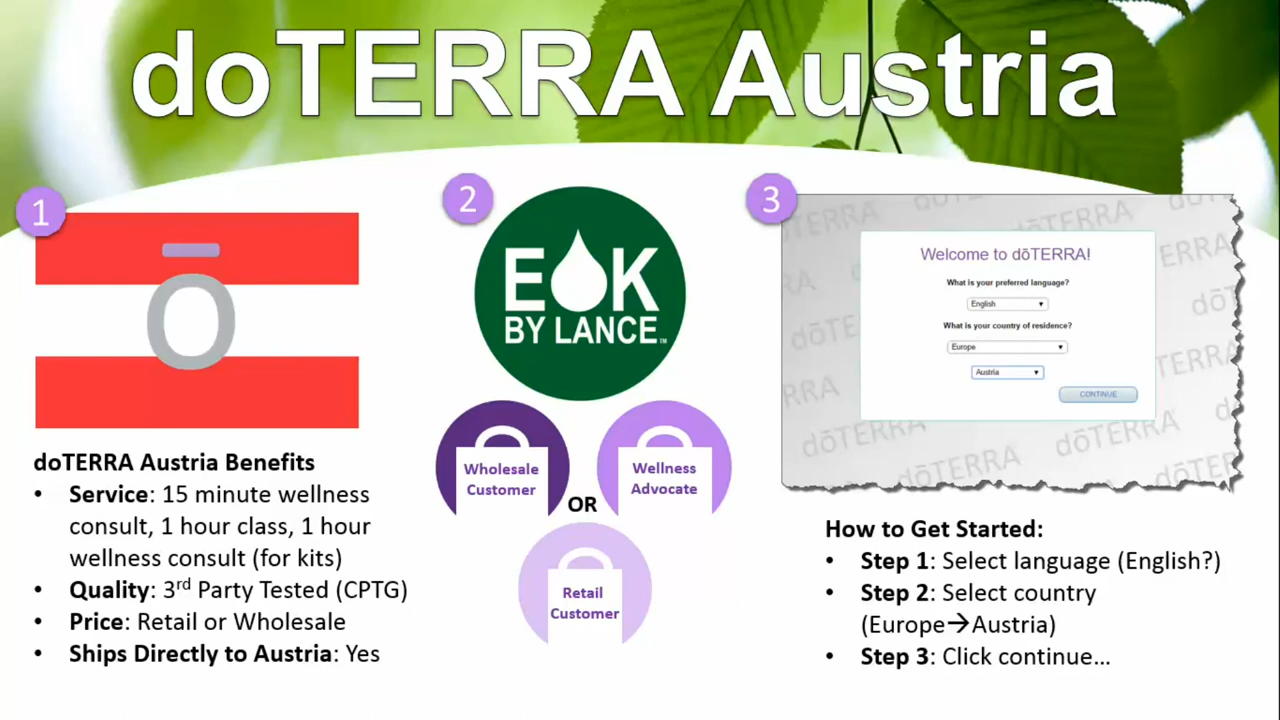 doTERRA Austria
1
ō
doTERRA Austria Benefits
• Service: 15 minute wellness
consult, 1 hour class, 1 hour
wellness consult (for kits)
• Quality: 3rd Party Tested (CPTG)
• Price: Retail or Wholesale
• Ships Directly to Austria: Yes
2
E K
BY LANCE™
Wholesale
Customer
OR
Wellness
Advocate
Retail
Customer
3
Welcome to dōTERRA!
What is your preferred language?
English
What is your country of residence?
Europe
Austria
CONTINUE
dōTERRA
dōTERRA
dōTERRA
How to Get Started:
• Step 1: Select language (English?)
• Step 2: Select country
(Europe→Austria)
• Step 3: Click continue...